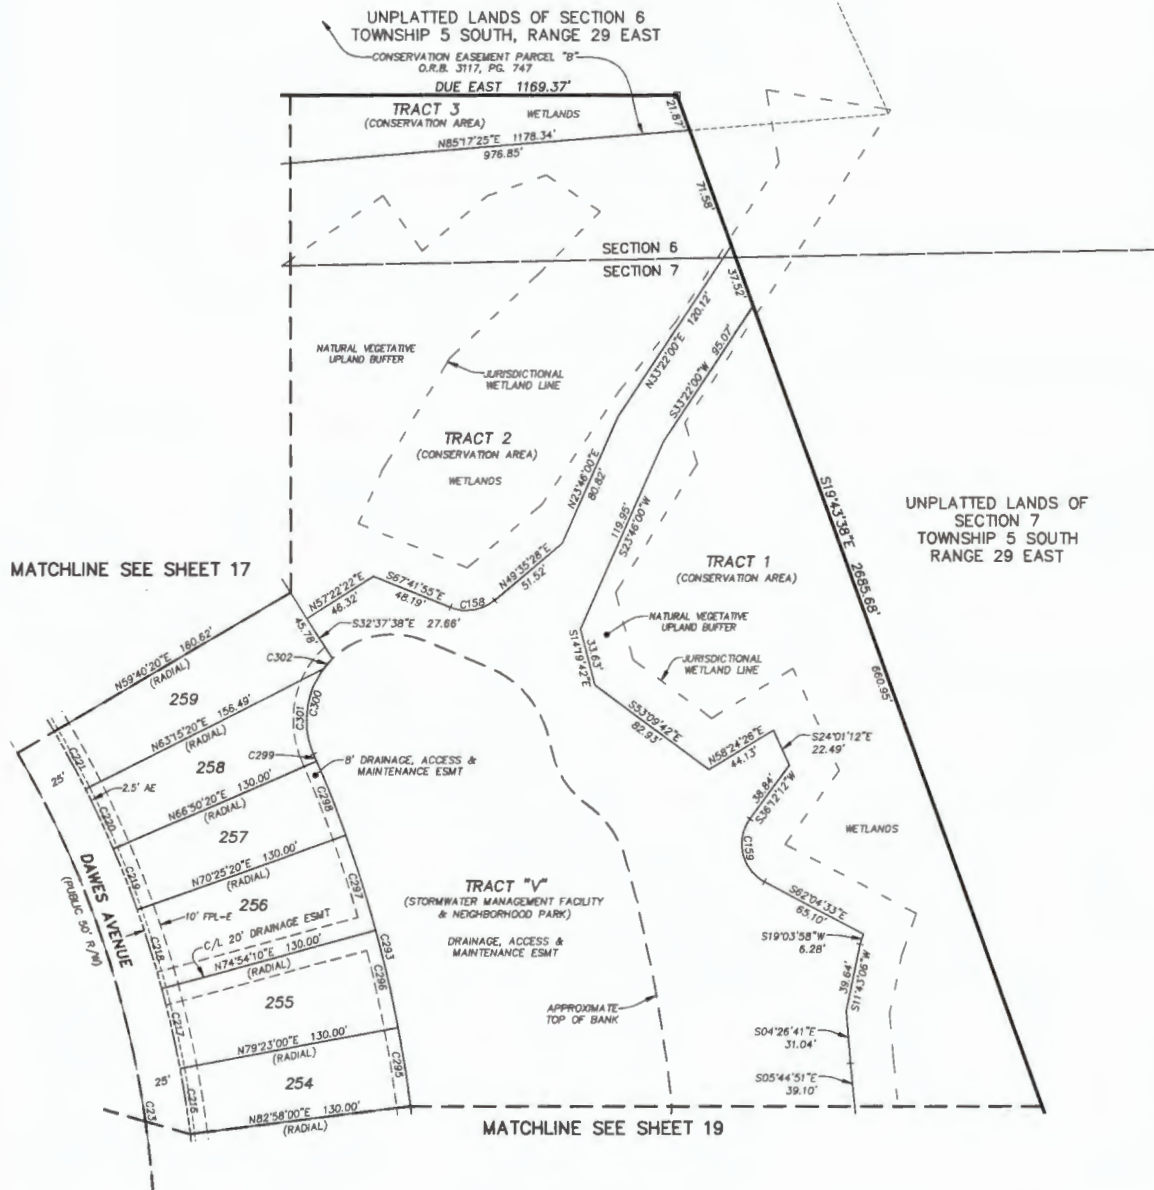 UNPLATTED LANDS OF SECTION 6
TOWNSHIP 5 SOUTH, RANGE 29 EAST
CONSERVATION EASEMENT PARCEL "B"
O.R.B. 3117, PG. 747
DUE EAST 1169.37'
TRACT 3
(CONSERVATION AREA)
WETLANDS
21.87'
N85°17'25"E 1178.34'
976.85'
71.58'
SECTION 6
SECTION 7
37.52'
N33°22'00"E 120.12'
S33°22'00"W 95.07'
NATURAL VEGETATIVE
UPLAND BUFFER
JURISDICTIONAL
WETLAND LINE
TRACT 2
(CONSERVATION AREA)
WETLANDS
N23°46'00"E
80.82'
119.95'
S23°46'00"W
S19°43'38"E 2685.68'
660.95'
UNPLATTED LANDS OF
SECTION 7
TOWNSHIP 5 SOUTH
RANGE 29 EAST
MATCHLINE SEE SHEET 17
N57°22'22"E
46.32'
S67°41'55"E
48.19'
C158
N49°35'28"E
51.52'
TRACT 1
(CONSERVATION AREA)
NATURAL VEGETATIVE
UPLAND BUFFER
JURISDICTIONAL
WETLAND LINE
45.78'
S32°37'38"E 27.66'
C302
33.63'
S14°19'42"E
N59°40'20"E 160.62'
(RADIAL)
259
C301
C300
S53°09'42"E
82.93'
N58°24'26"E
44.13'
S24°01'12"E
22.49'
N63°15'20"E 156.49'
(RADIAL)
C299
8' DRAINAGE, ACCESS &
MAINTENANCE ESMT
258
C221
25'
2.5' AE
C298
38.84'
S36°12'12"W
N66°50'20"E 130.00'
(RADIAL)
C220
257
C159
WETLANDS
N70°25'20"E 130.00'
(RADIAL)
DAWES AVENUE
(PUBLIC 50' R/W)
C219
C297
256
10' FPL-E
TRACT "V"
(STORMWATER MANAGEMENT FACILITY
& NEIGHBORHOOD PARK)
DRAINAGE, ACCESS &
MAINTENANCE ESMT
S62°04'33"E
65.10'
C/L 20' DRAINAGE ESMT
C218
N74°54'10"E 130.00'
(RADIAL)
C293
S19°03'58"W
6.28'
C296
39.64'
S11°43'06"W
255
C217
APPROXIMATE
TOP OF BANK
N79°23'00"E 130.00'
(RADIAL)
S04°26'41"E
31.04'
25'
254
C295
S05°44'51"E
39.10'
C23
N82°58'00"E 130.00'
(RADIAL)
MATCHLINE SEE SHEET 19